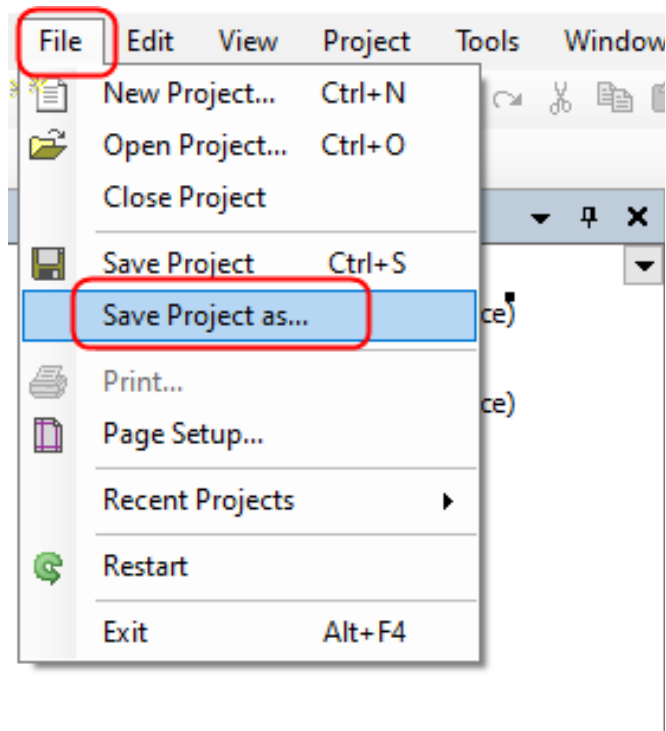 File Edit View Project Tools Window
New Project... Ctrl+N
Open Project... Ctrl+O
Close Project
Save Project Ctrl+S
Save Project as...
ce)
Print...
ce)
Page Setup...
Recent Projects
Restart
Exit Alt+F4